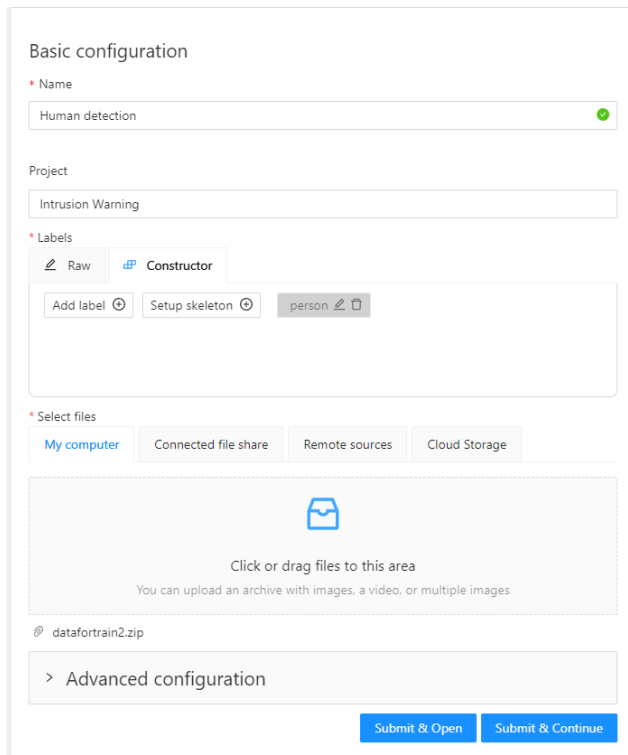 Basic configuration
* Name
Human detection
Project
Intrusion Warning
* Labels
Raw Constructor
Add label Setup skeleton person
* Select files
My computer Connected file share Remote sources Cloud Storage
Click or drag files to this area
You can upload an archive with images, a video, or multiple images
datafortrain2.zip
> Advanced configuration
Submit & Open Submit & Continue